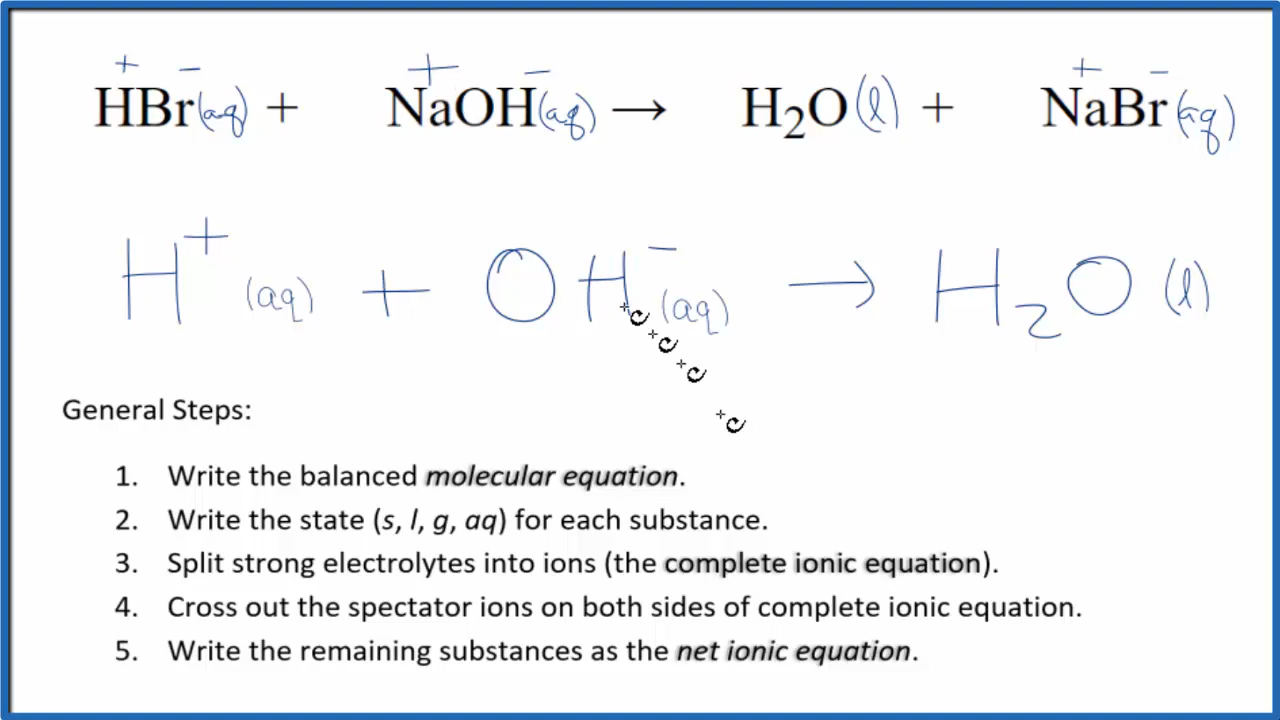 + − + − + −
HBr(aq) + NaOH(aq) → H₂O(l) + NaBr(aq)
H⁺(aq) + OH⁻(aq) → H₂O(l)
General Steps:
1. Write the balanced molecular equation.
2. Write the state (s, l, g, aq) for each substance.
3. Split strong electrolytes into ions (the complete ionic equation).
4. Cross out the spectator ions on both sides of complete ionic equation.
5. Write the remaining substances as the net ionic equation.